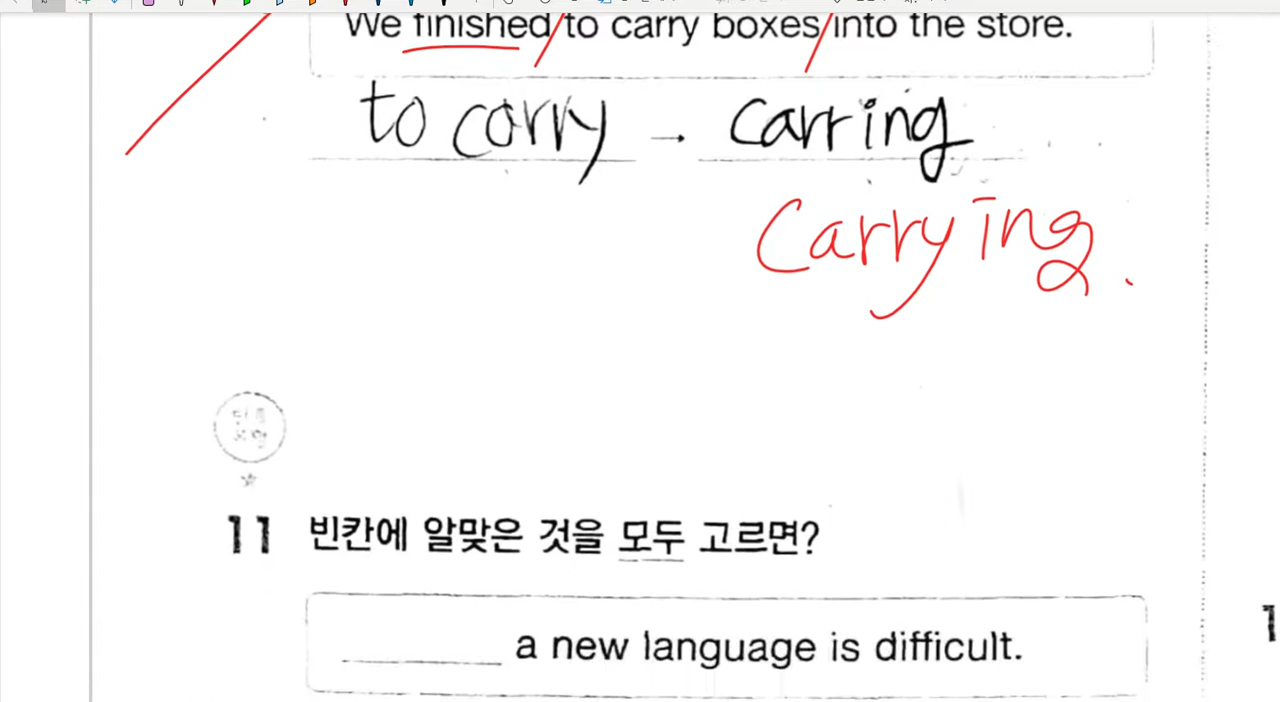 We finished to carry boxes into the store.
to carry → carring
Carrying.
11 빈칸에 알맞은 것을 모두 고르면?
______ a new language is difficult.